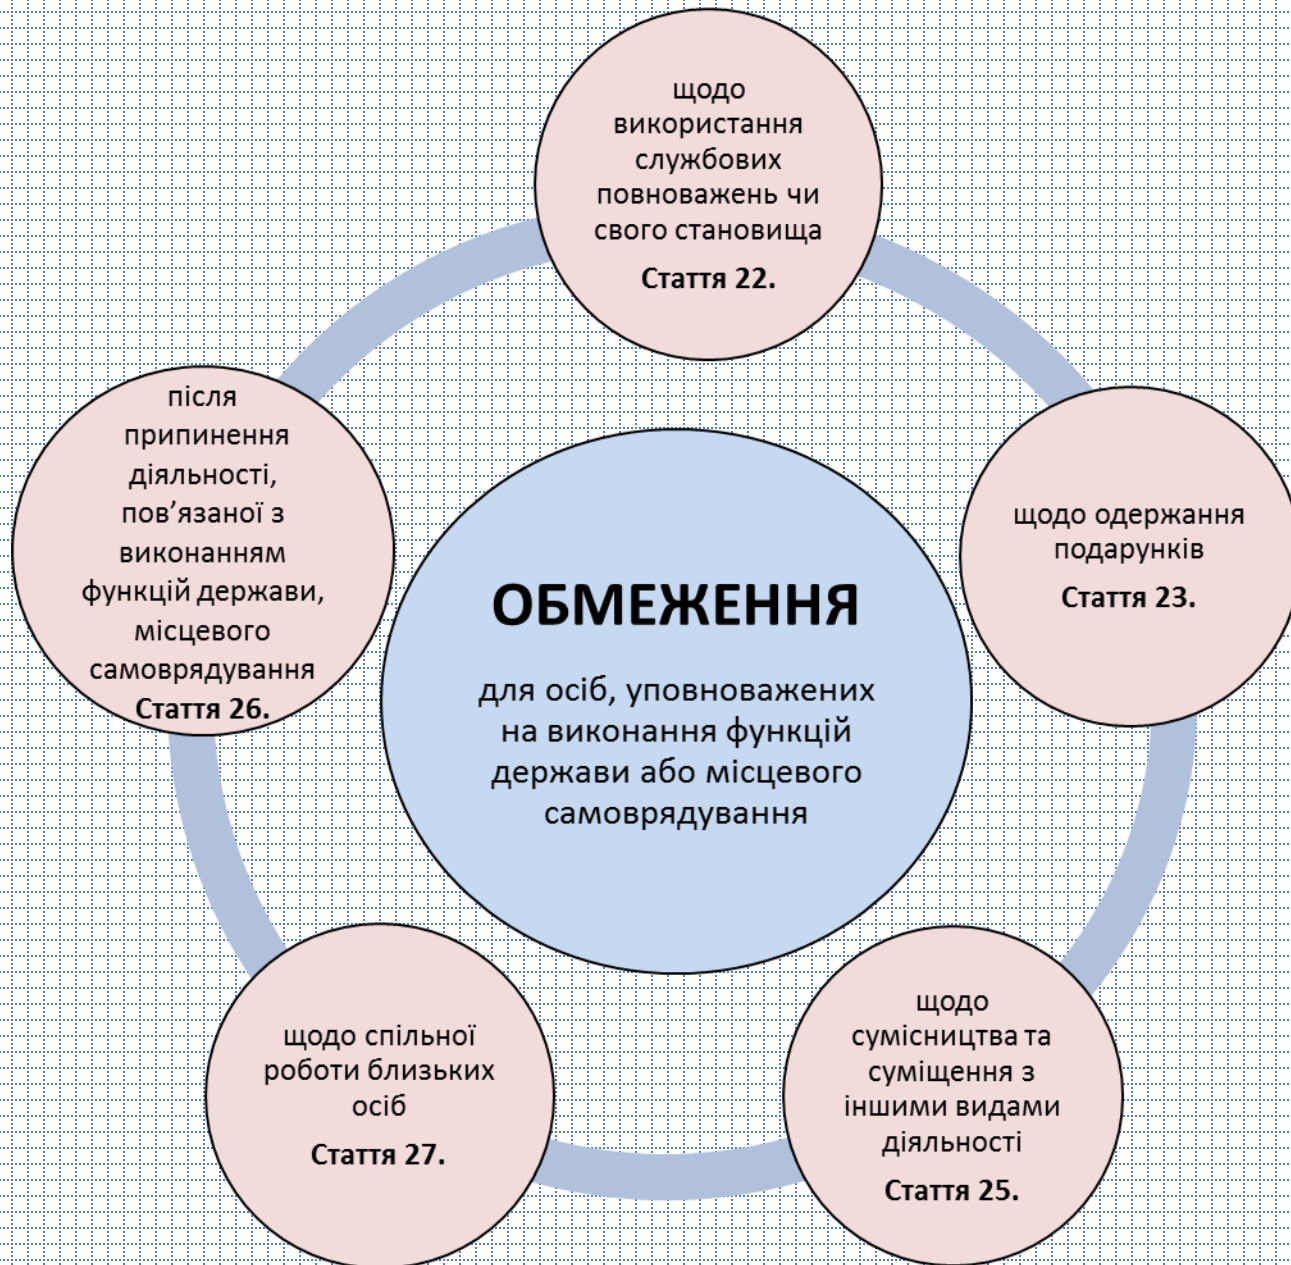 щодо
використання
службових
повноважень чи
свого становища
Стаття 22.
щодо одержання
подарунків
Стаття 23.
щодо
сумісництва та
суміщення з
іншими видами
діяльності
Стаття 25.
щодо спільної
роботи близьких
осіб
Стаття 27.
після
припинення
діяльності,
пов’язаної з
виконанням
функцій держави,
місцевого
самоврядування
Стаття 26.
ОБМЕЖЕННЯ
для осіб, уповноважених
на виконання функцій
держави або місцевого
самоврядування